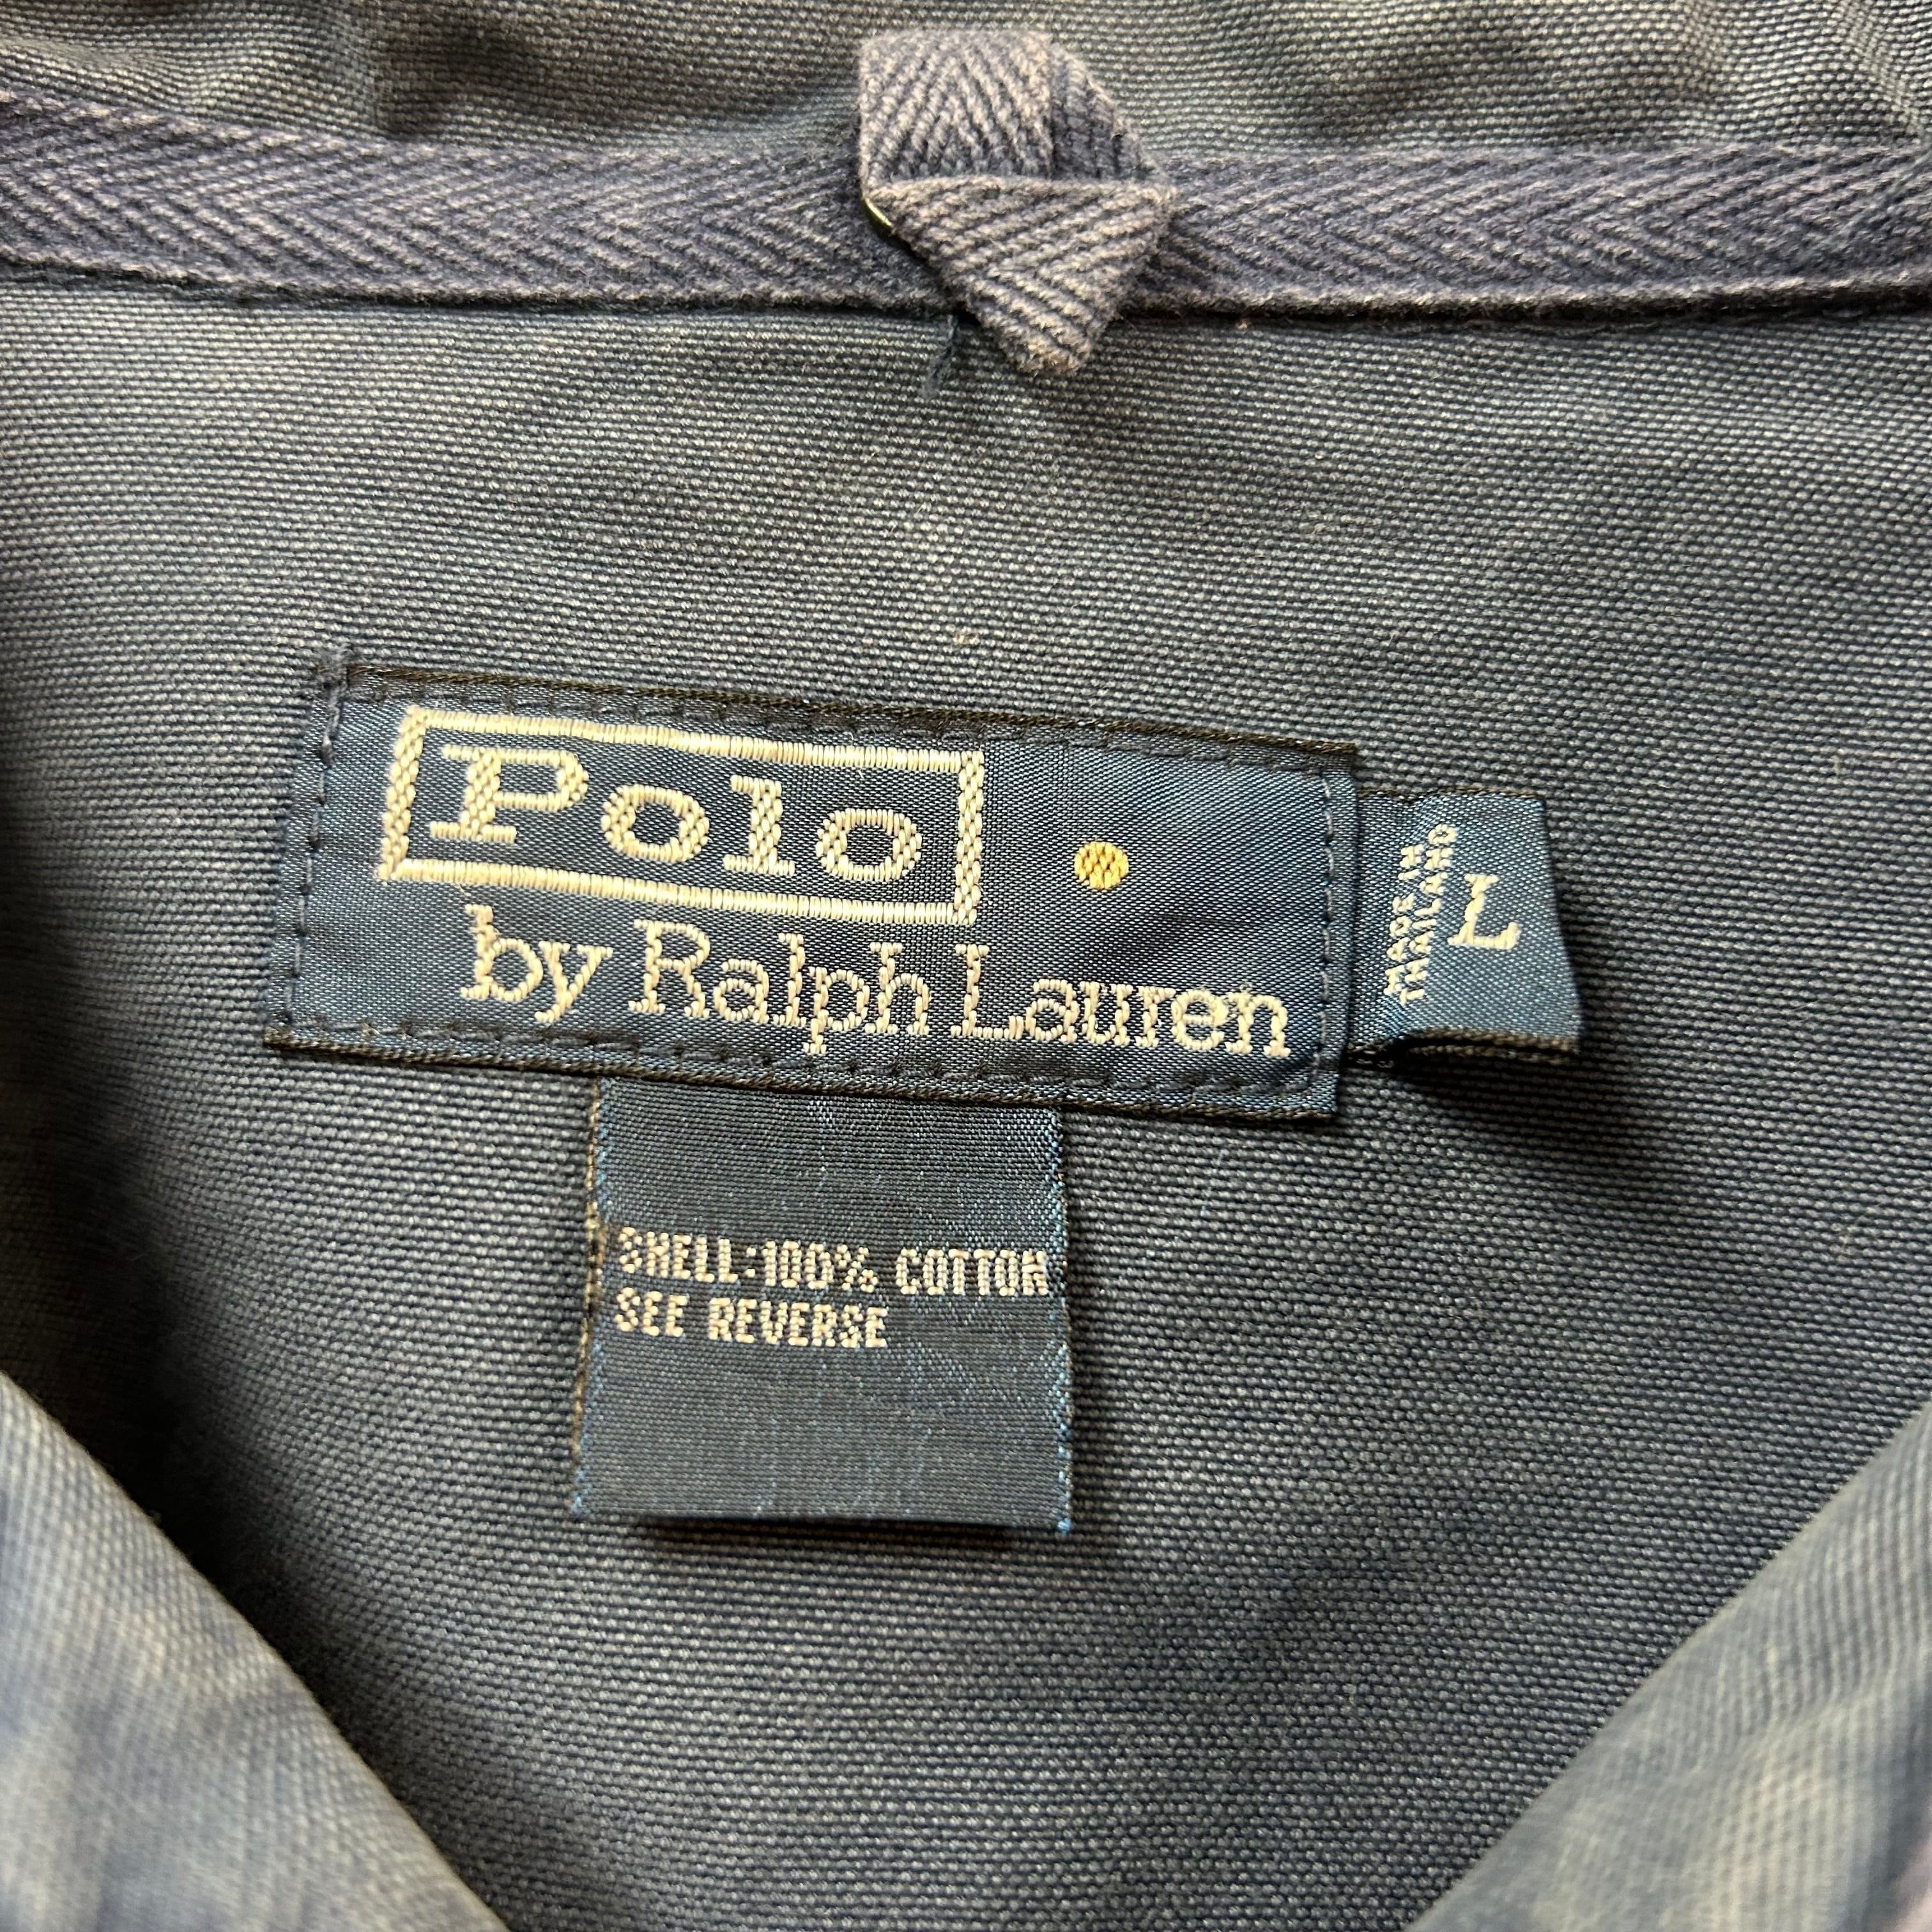 Polo
by Ralph Lauren
MADE IN
THAILAND
L
SHELL:100% COTTON
SEE REVERSE